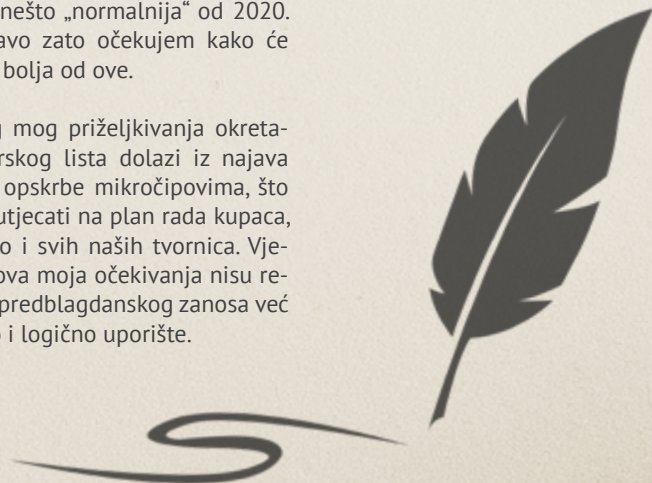 nešto „normalnija“ od 2020.
avo zato očekujem kako će
bolja od ove.
g mog priželjkivanja okreta-
rskog lista dolazi iz najava
opskrbe mikročipovima, što
utjecati na plan rada kupaca,
o i svih naših tvornica. Vje-
ova moja očekivanja nisu re-
predblagdanskog zanosa već
i logično uporište.